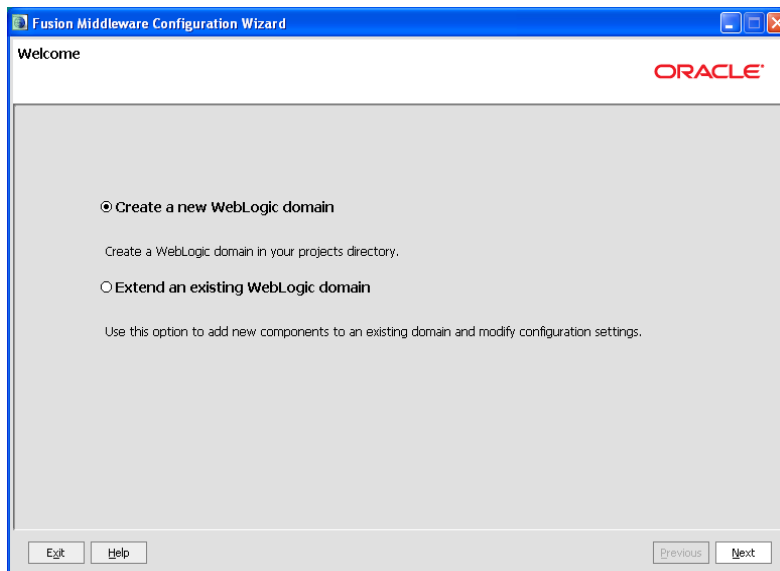 Fusion Middleware Configuration Wizard
Welcome
ORACLE
Create a new WebLogic domain
Create a WebLogic domain in your projects directory.
Extend an existing WebLogic domain
Use this option to add new components to an existing domain and modify configuration settings.
Exit Help Previous Next